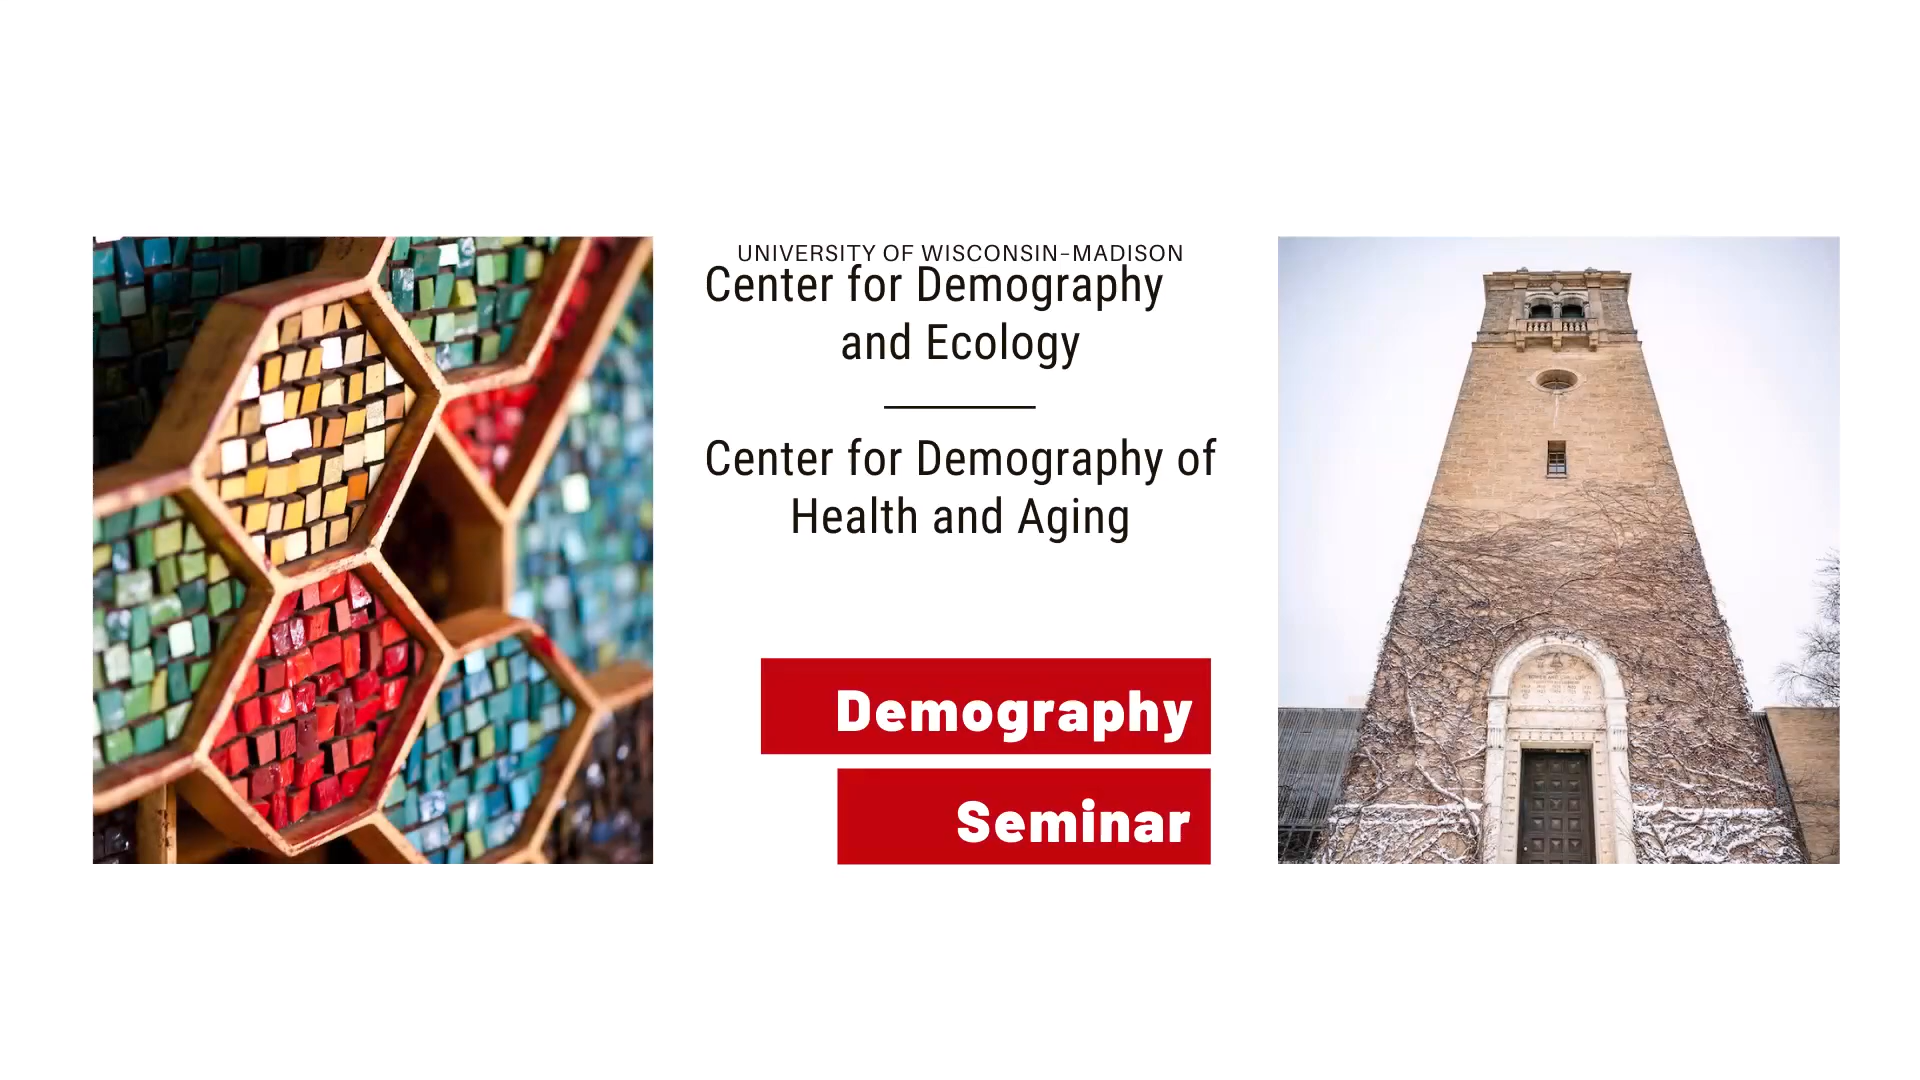 UNIVERSITY OF WISCONSIN–MADISON
Center for Demography
and Ecology
Center for Demography of
Health and Aging
Demography
Seminar